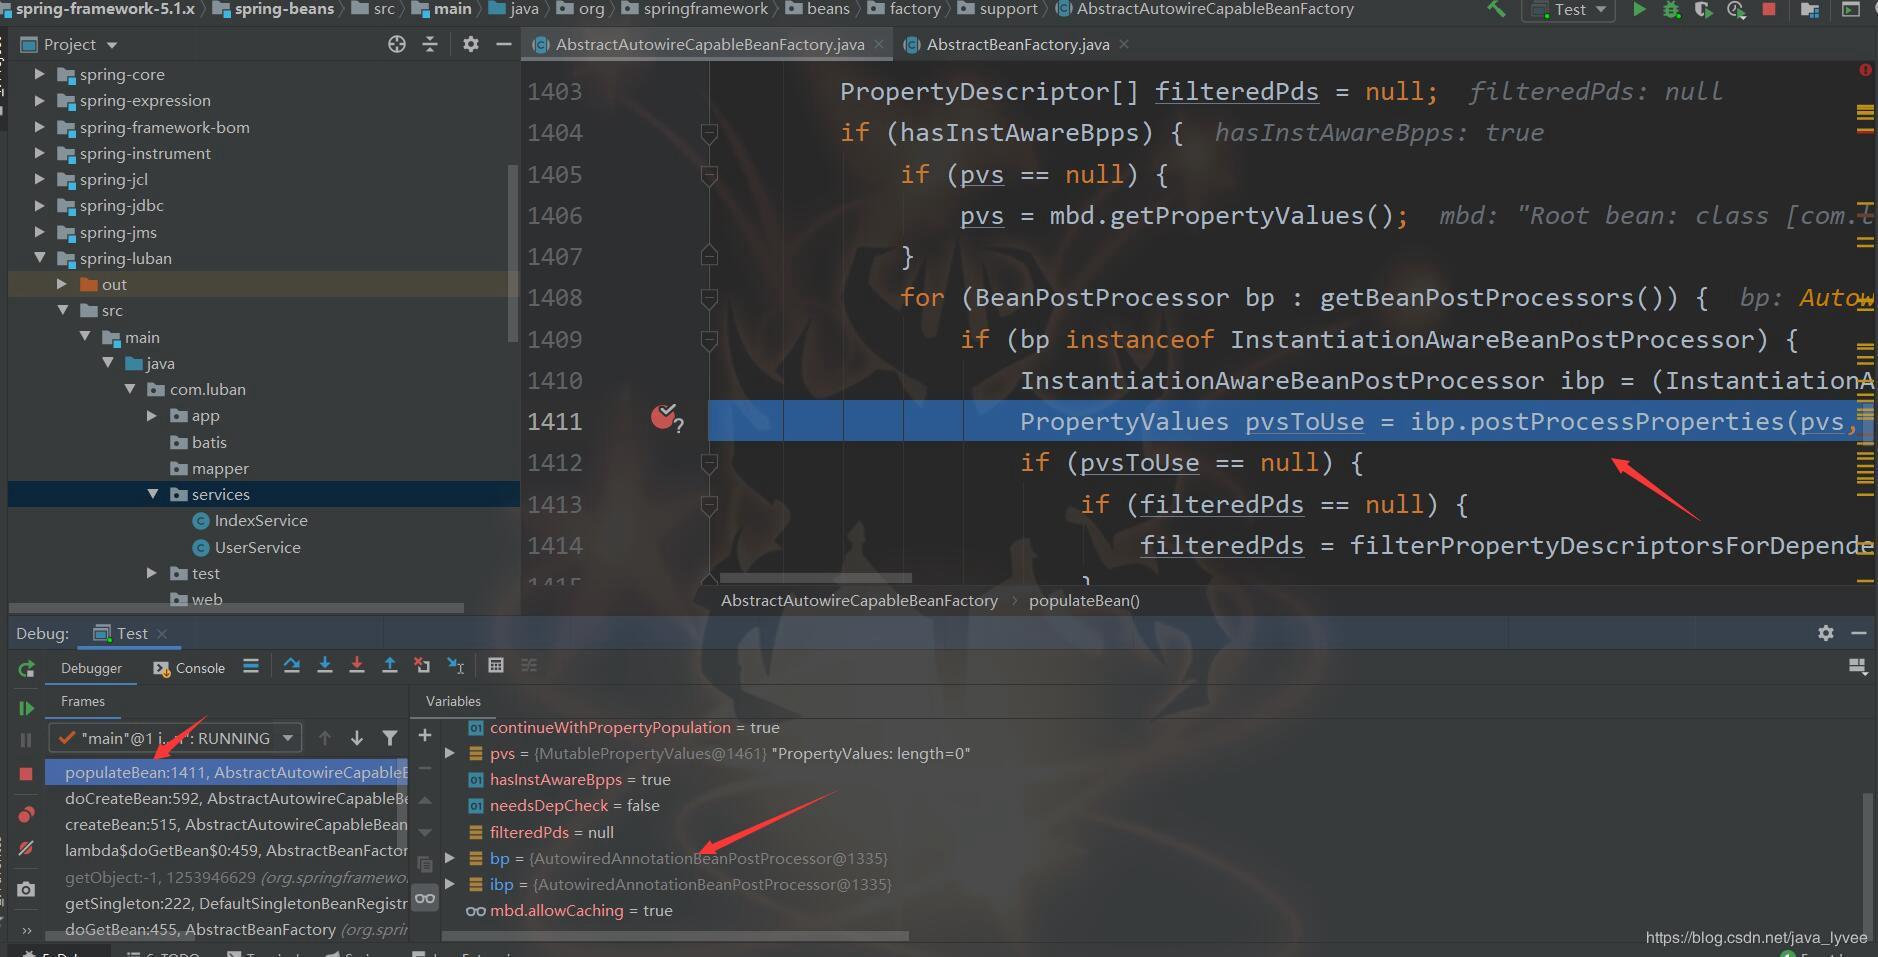 spring-framework-5.1.x > spring-beans > src > main > java > org > springframework > beans > factory > support > AbstractAutowireCapableBeanFactory
Test
Project
AbstractAutowireCapableBeanFactory.java ×
AbstractBeanFactory.java ×
spring-core
spring-expression
spring-framework-bom
spring-instrument
spring-jcl
spring-jdbc
spring-jms
spring-luban
out
src
main
java
com.luban
app
batis
mapper
services
IndexService
UserService
test
web
1403 PropertyDescriptor[] filteredPds = null; filteredPds: null
1404 if (hasInstAwareBpps) { hasInstAwareBpps: true
1405 if (pvs == null) {
1406 pvs = mbd.getPropertyValues(); mbd: "Root bean: class [com.
1407 }
1408 for (BeanPostProcessor bp : getBeanPostProcessors()) { bp: Autow
1409 if (bp instanceof InstantiationAwareBeanPostProcessor) {
1410 InstantiationAwareBeanPostProcessor ibp = (InstantiationA
1411 PropertyValues pvsToUse = ibp.postProcessProperties(pvs,
1412 if (pvsToUse == null) {
1413 if (filteredPds == null) {
1414 filteredPds = filterPropertyDescriptorsForDepende
1415 }
AbstractAutowireCapableBeanFactory > populateBean()
Debug: Test ×
Debugger Console
Frames
Variables
"main"@1 : RUNNING
populateBean:1411, AbstractAutowireCapableB
doCreateBean:592, AbstractAutowireCapableBe
createBean:515, AbstractAutowireCapableBean
lambda$doGetBean$0:459, AbstractBeanFactor
getObject:-1, 1253946629 (org.springframewo
getSingleton:222, DefaultSingletonBeanRegistr
doGetBean:455, AbstractBeanFactory (org.sprin
continueWithPropertyPopulation = true
pvs = {MutablePropertyValues@1461} "PropertyValues: length=0"
hasInstAwareBpps = true
needsDepCheck = false
filteredPds = null
bp = {AutowiredAnnotationBeanPostProcessor@1335}
ibp = {AutowiredAnnotationBeanPostProcessor@1335}
mbd.allowCaching = true
https://blog.csdn.net/java_lyvee